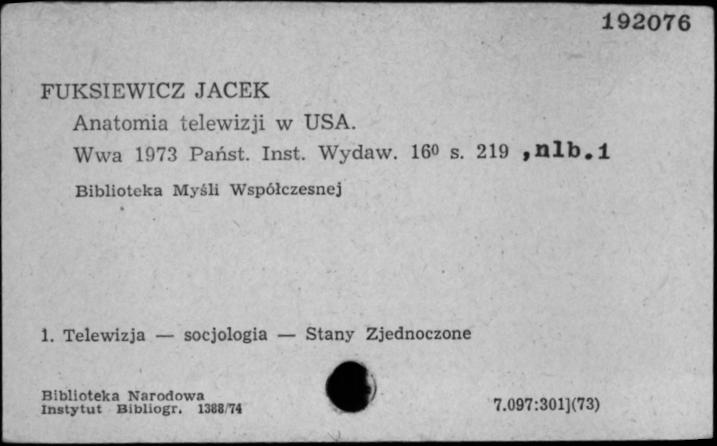 192076
FUKSIEWICZ JACEK
Anatomia telewizji w USA.
Wwa 1973 Państ. Inst. Wydaw. 16⁰ s. 219 ,nlb.1
Biblioteka Myśli Współczesnej
1. Telewizja — socjologia — Stany Zjednoczone
Biblioteka Narodowa
Instytut Bibliogr. 1388/74
7.097:301](73)